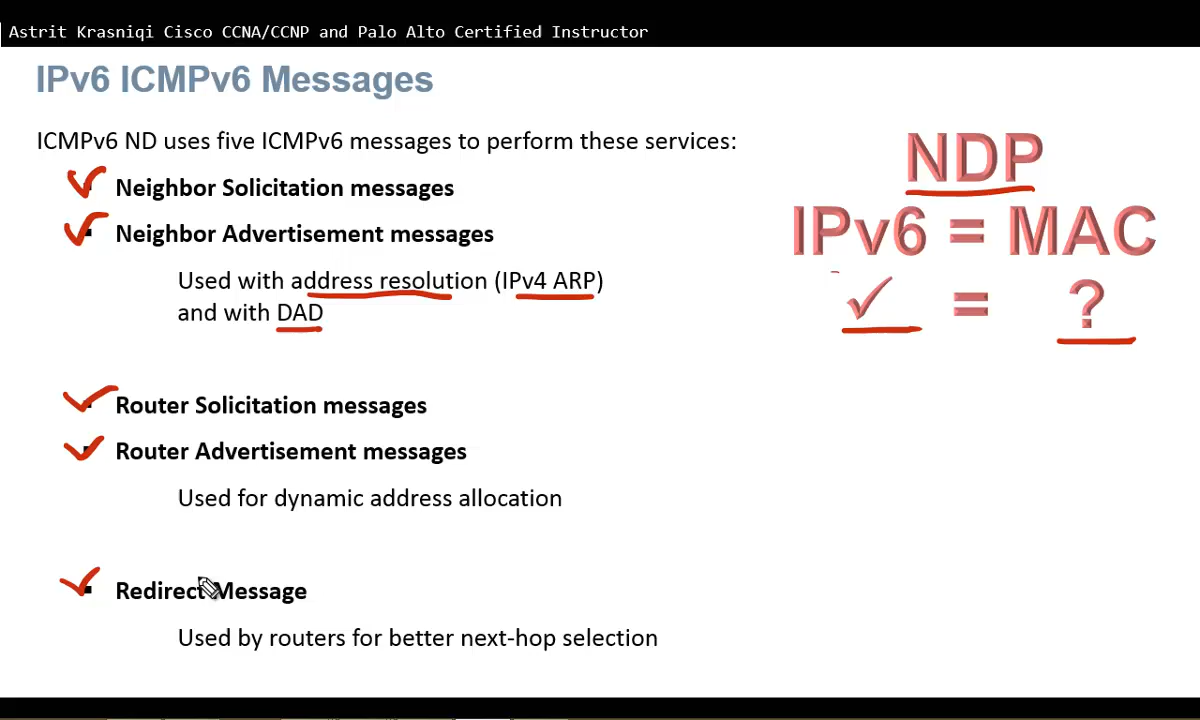 Astrit Krasniqi Cisco CCNA/CCNP and Palo Alto Certified Instructor
IPv6 ICMPv6 Messages
ICMPv6 ND uses five ICMPv6 messages to perform these services:
Neighbor Solicitation messages
Neighbor Advertisement messages
Used with address resolution (IPv4 ARP)
and with DAD
Router Solicitation messages
Router Advertisement messages
Used for dynamic address allocation
Redirect Message
Used by routers for better next-hop selection
NDP
IPv6 = MAC
✓ = ?